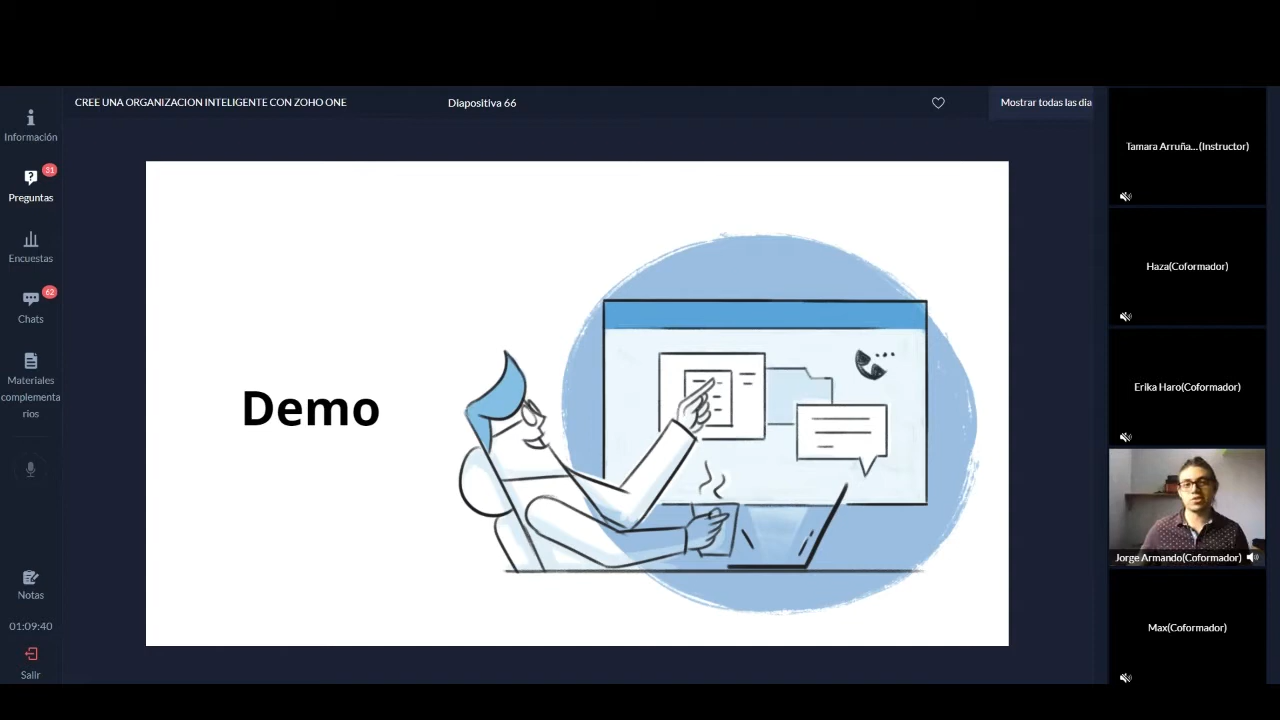 CREE UNA ORGANIZACION INTELIGENTE CON ZOHO ONE
Diapositiva 66
Mostrar todas las dia
Información
31
Preguntas
Encuestas
62
Chats
Materiales
complementa
rios
Notas
01:09:40
Salir
Demo
Tamara Arruña...(Instructor)
Haza(Coformador)
Erika Haro(Coformador)
Jorge Armando(Coformador)
Max(Coformador)